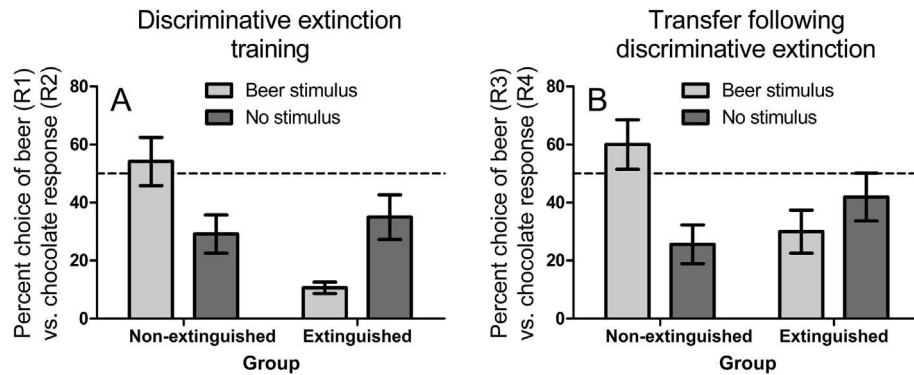 Discriminative extinction
training
Percent choice of beer (R1)
vs. chocolate response (R2)
80
60
40
20
0
A
Beer stimulus
No stimulus
Non-extinguished
Extinguished
Group
Transfer following
discriminative extinction
Percent choice of beer (R3)
vs. chocolate response (R4)
80
60
40
20
0
B
Beer stimulus
No stimulus
Non-extinguished
Extinguished
Group